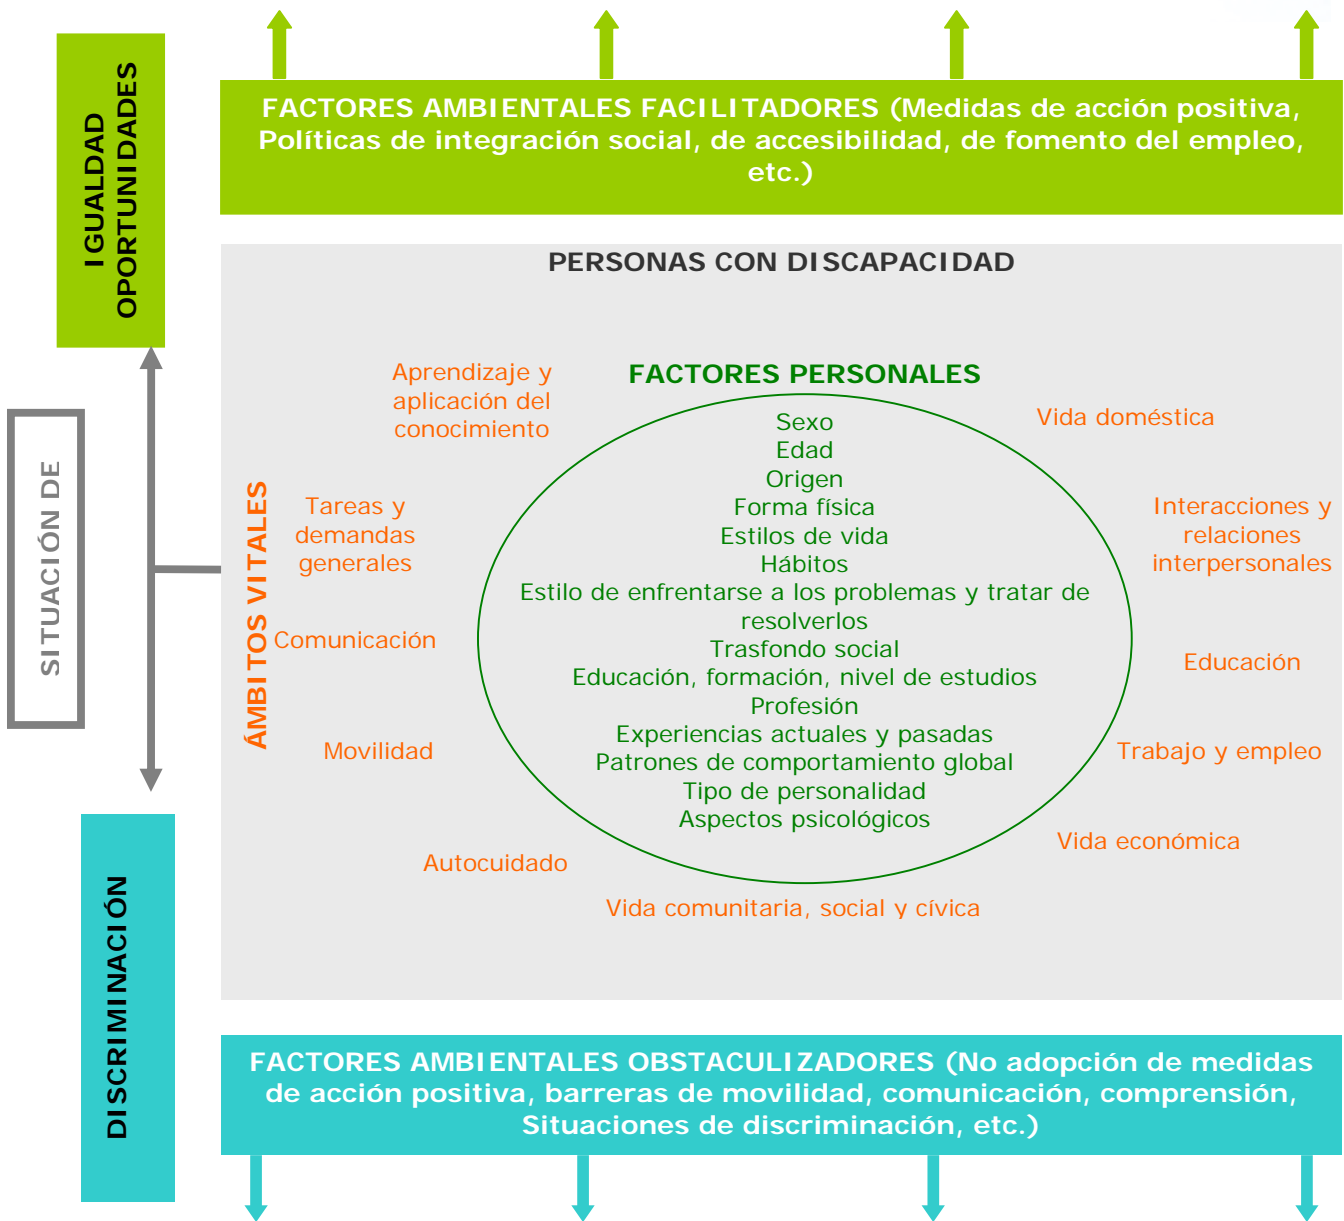 IGUALDAD
OPORTUNIDADES
FACTORES AMBIENTALES FACILITADORES (Medidas de acción positiva,
Políticas de integración social, de accesibilidad, de fomento del empleo,
etc.)
PERSONAS CON DISCAPACIDAD
SITUACIÓN DE
ÁMBITOS VITALES
Aprendizaje y
aplicación del
conocimiento
Tareas y
demandas
generales
Comunicación
Movilidad
Autocuidado
Vida comunitaria, social y cívica
FACTORES PERSONALES
Sexo
Edad
Origen
Forma física
Estilos de vida
Hábitos
Estilo de enfrentarse a los problemas y tratar de
resolverlos
Trasfondo social
Educación, formación, nivel de estudios
Profesión
Experiencias actuales y pasadas
Patrones de comportamiento global
Tipo de personalidad
Aspectos psicológicos
Vida doméstica
Interacciones y
relaciones
interpersonales
Educación
Trabajo y empleo
Vida económica
DISCRIMINACIÓN
FACTORES AMBIENTALES OBSTACULIZADORES (No adopción de medidas
de acción positiva, barreras de movilidad, comunicación, comprensión,
Situaciones de discriminación, etc.)